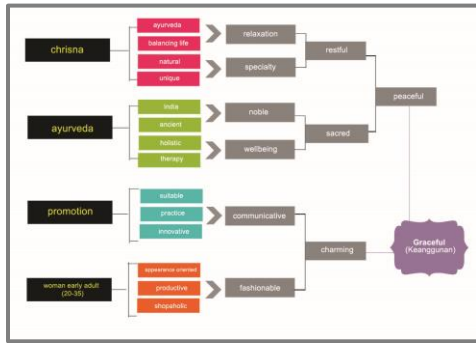 chrisna
ayurveda
balancing life
natural
unique
relaxation
specialty
restful
ayurveda
india
ancient
holistic
therapy
noble
wellbeing
sacred
peaceful
promotion
suitable
practice
innovative
communicative
woman early adult
(20-35)
appearance oriented
productive
shopaholic
fashionable
charming
Graceful
(Keanggunan)